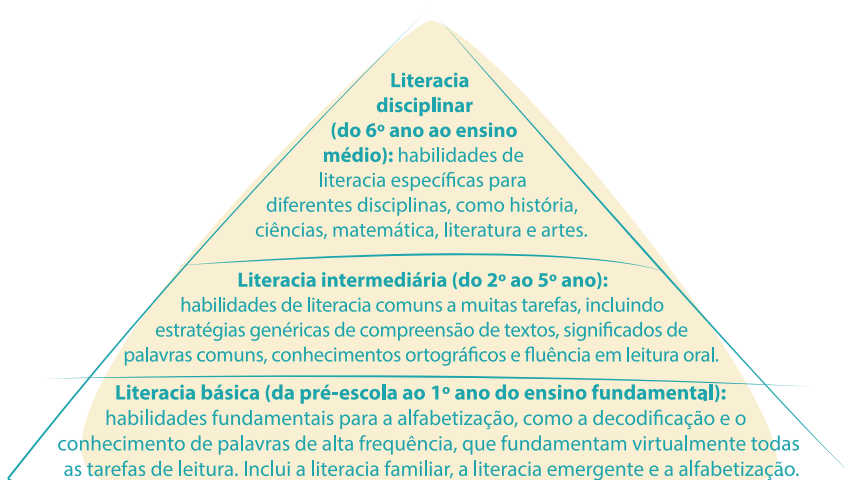 Literacia
disciplinar
(do 6º ano ao ensino
médio): habilidades de
literacia específicas para
diferentes disciplinas, como história,
ciências, matemática, literatura e artes.
Literacia intermediária (do 2º ao 5º ano):
habilidades de literacia comuns a muitas tarefas, incluindo
estratégias genéricas de compreensão de textos, significados de
palavras comuns, conhecimentos ortográficos e fluência em leitura oral.
Literacia básica (da pré-escola ao 1º ano do ensino fundamental):
habilidades fundamentais para a alfabetização, como a decodificação e o
conhecimento de palavras de alta frequência, que fundamentam virtualmente todas
as tarefas de leitura. Inclui a literacia familiar, a literacia emergente e a alfabetização.